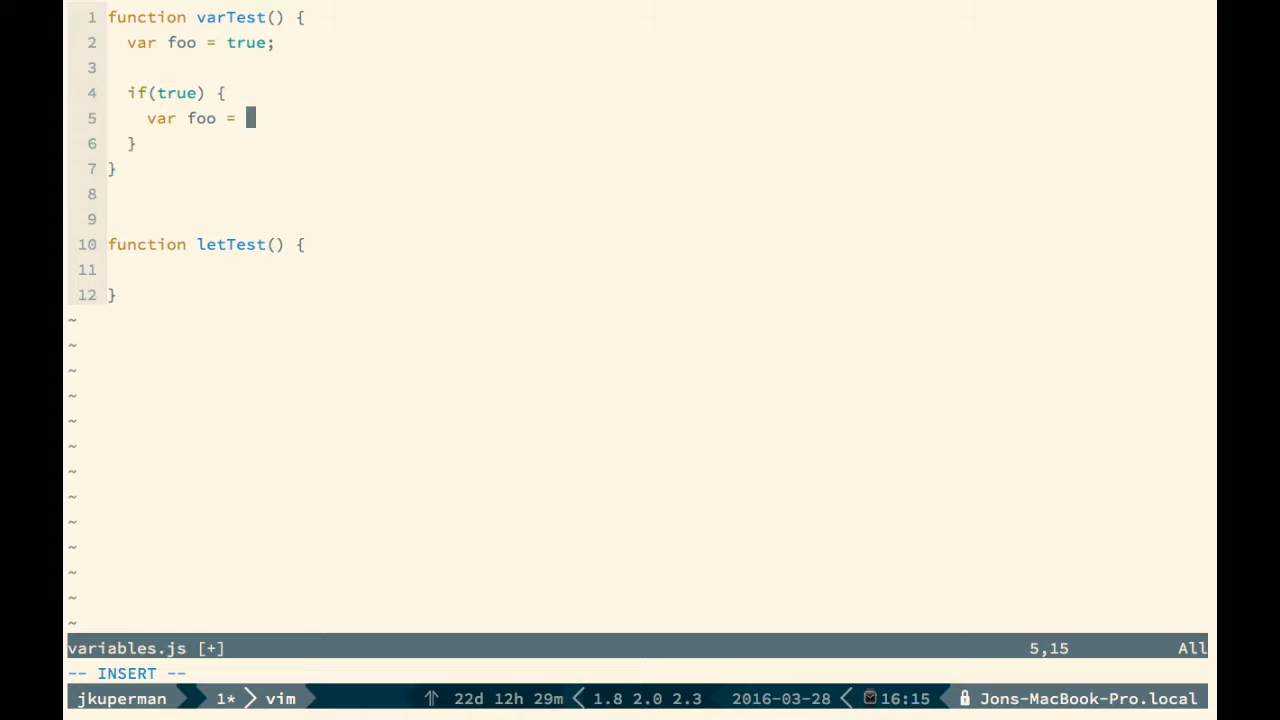 1 function varTest() {
2   var foo = true;
3
4   if(true) {
5     var foo =
6   }
7 }
8
9
10 function letTest() {
11
12 }
~
~
~
~
~
~
~
~
~
~
~
~
~
variables.js [+] 5,15 All
-- INSERT --
jkuperman 1* vim 22d 12h 29m 1.8 2.0 2.3 2016-03-28 16:15 Jons-MacBook-Pro.local